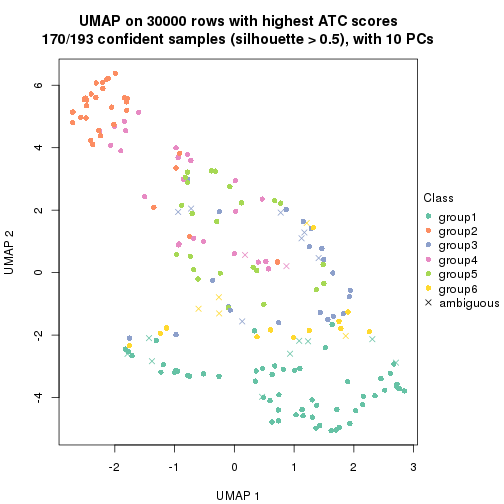 UMAP on 30000 rows with highest ATC scores
170/193 confident samples (silhouette > 0.5), with 10 PCs
UMAP 2
6
4
2
0
-2
-4
-2
-1
0
1
2
3
UMAP 1
Class
group1
group2
group3
group4
group5
group6
ambiguous